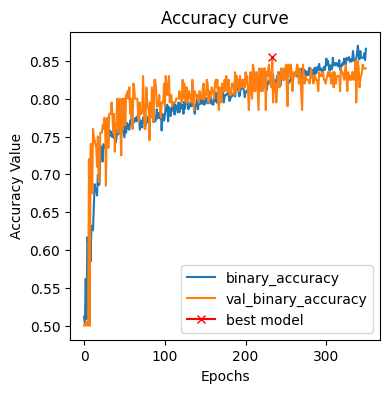 Accuracy curve
Accuracy Value
0.85
0.80
0.75
0.70
0.65
0.60
0.55
0.50
binary_accuracy
val_binary_accuracy
best model
0
100
200
300
Epochs